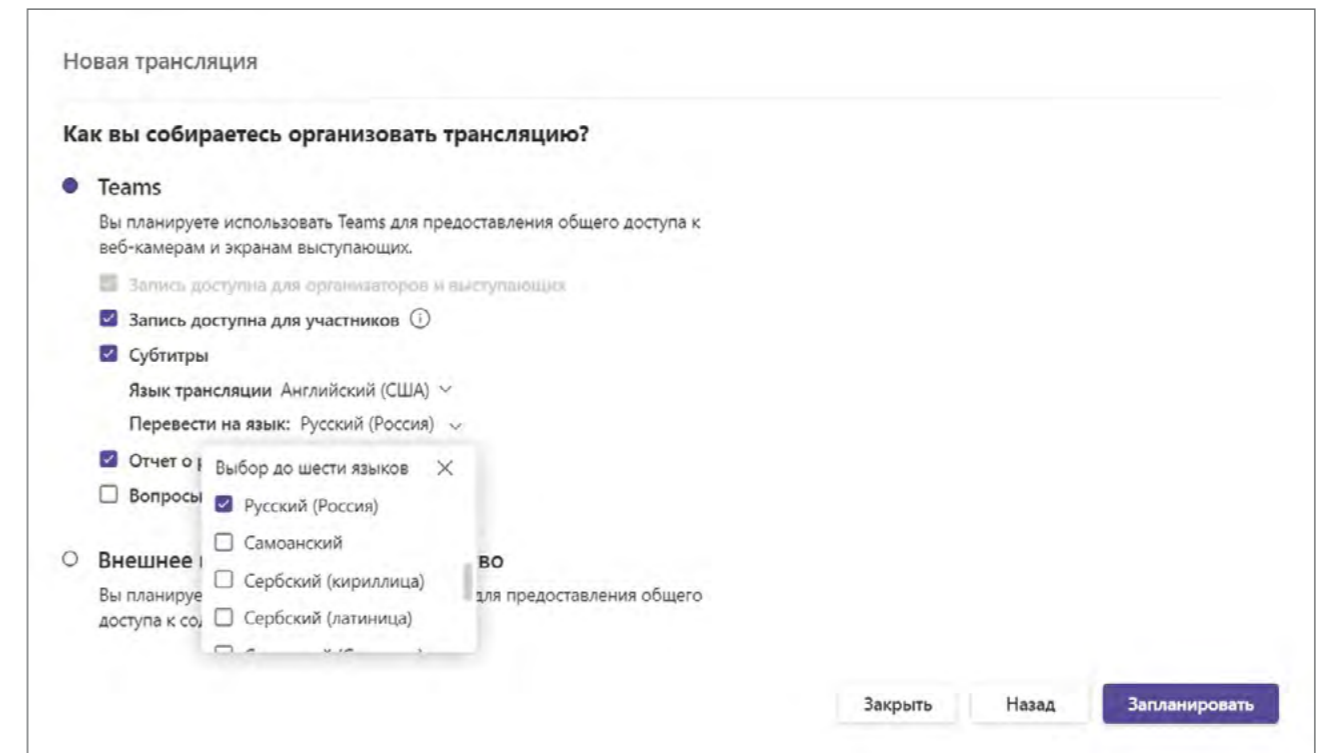 Новая трансляция
Как вы собираетесь организовать трансляцию?
Teams
Вы планируете использовать Teams для предоставления общего доступа к
веб-камерам и экранам выступающих.
Запись доступна для организаторов и выступающих
Запись доступна для участников
Субтитры
Язык трансляции Английский (США)
Перевести на язык: Русский (Россия)
Отчет о
Выбор до шести языков
Вопросы
Русский (Россия)
Самоанский
Внешнее
во
Сербский (кириллица)
Вы планируе
для предоставления общего
доступа к со
Сербский (латиница)
Закрыть Назад Запланировать